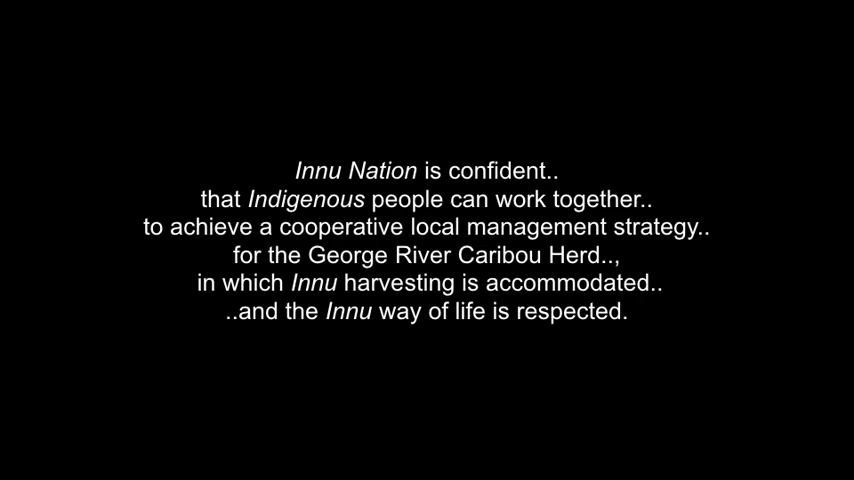 Innu Nation is confident..
that Indigenous people can work together..
to achieve a cooperative local management strategy..
for the George River Caribou Herd..,
in which Innu harvesting is accommodated..
..and the Innu way of life is respected.